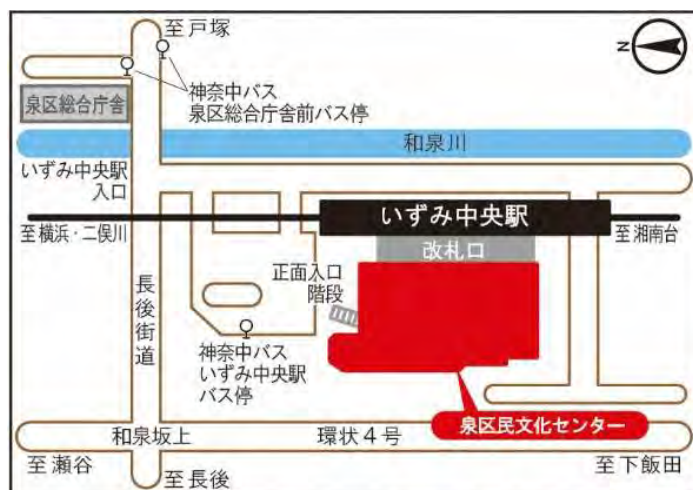 至戸塚
N
神奈中バス
泉区総合庁舎前バス停
泉区総合庁舎
和泉川
いずみ中央駅
入口
いずみ中央駅
至横浜・二俣川
至湘南台
改札口
正面入口
階段
長後街道
神奈中バス
いずみ中央駅
バス停
泉区民文化センター
和泉坂上
環状4号
至瀬谷
至長後
至下飯田